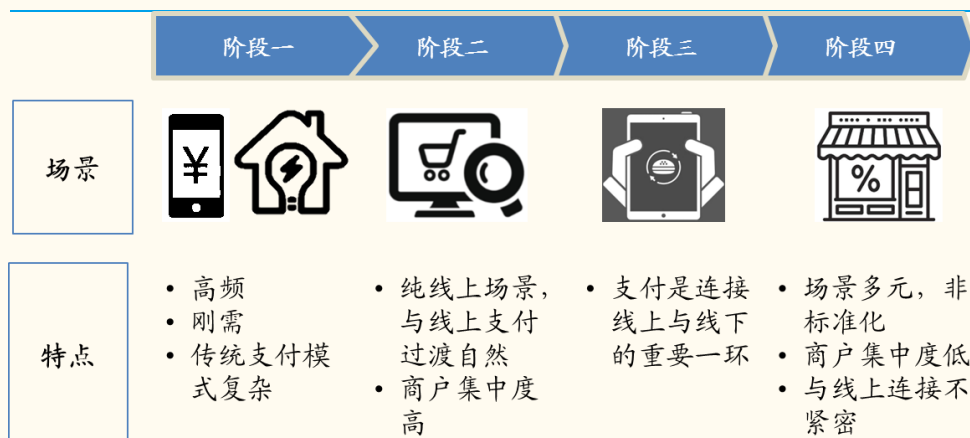 阶段一
阶段二
阶段三
阶段四
场景
¥
%
特点
• 高频
• 刚需
• 传统支付模
式复杂
• 纯线上场景，
与线上支付
过渡自然
• 商户集中度
高
• 支付是连接
线上与线下
的重要一环
• 场景多元，非
标准化
• 商户集中度低
• 与线上连接不
紧密